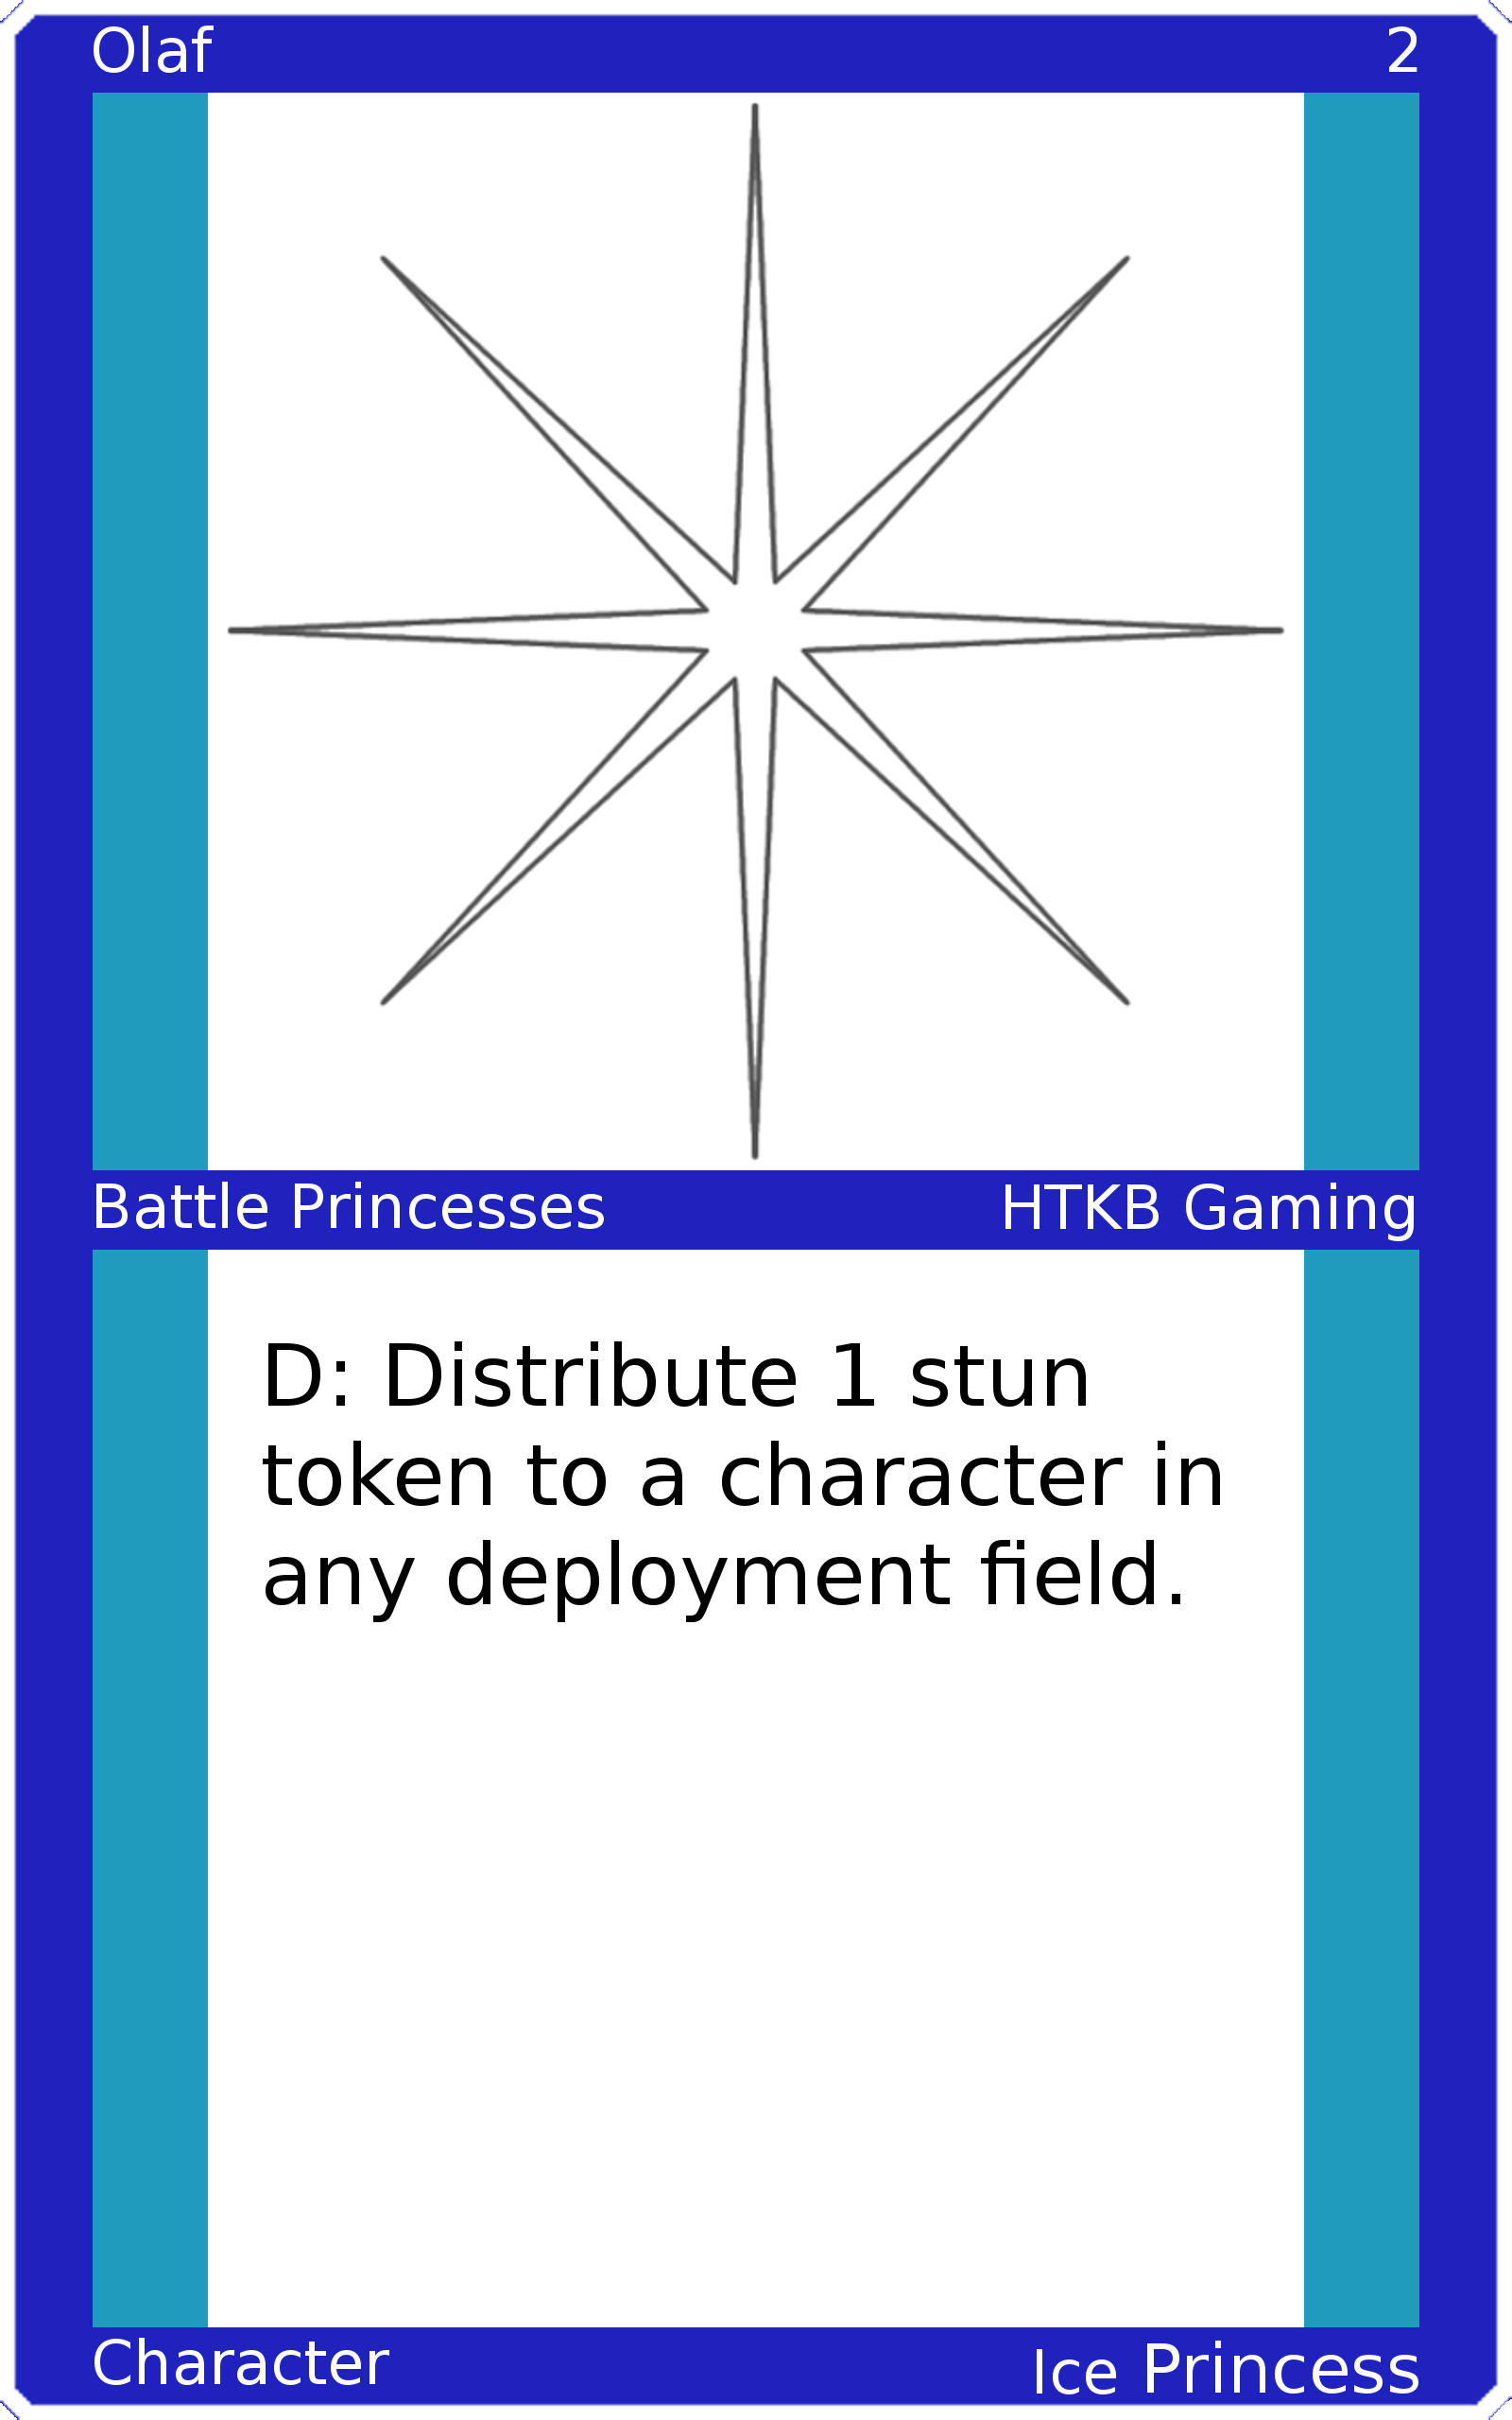 Olaf 2
Battle Princesses HTKB Gaming
D: Distribute 1 stun
token to a character in
any deployment field.
Character Ice Princess